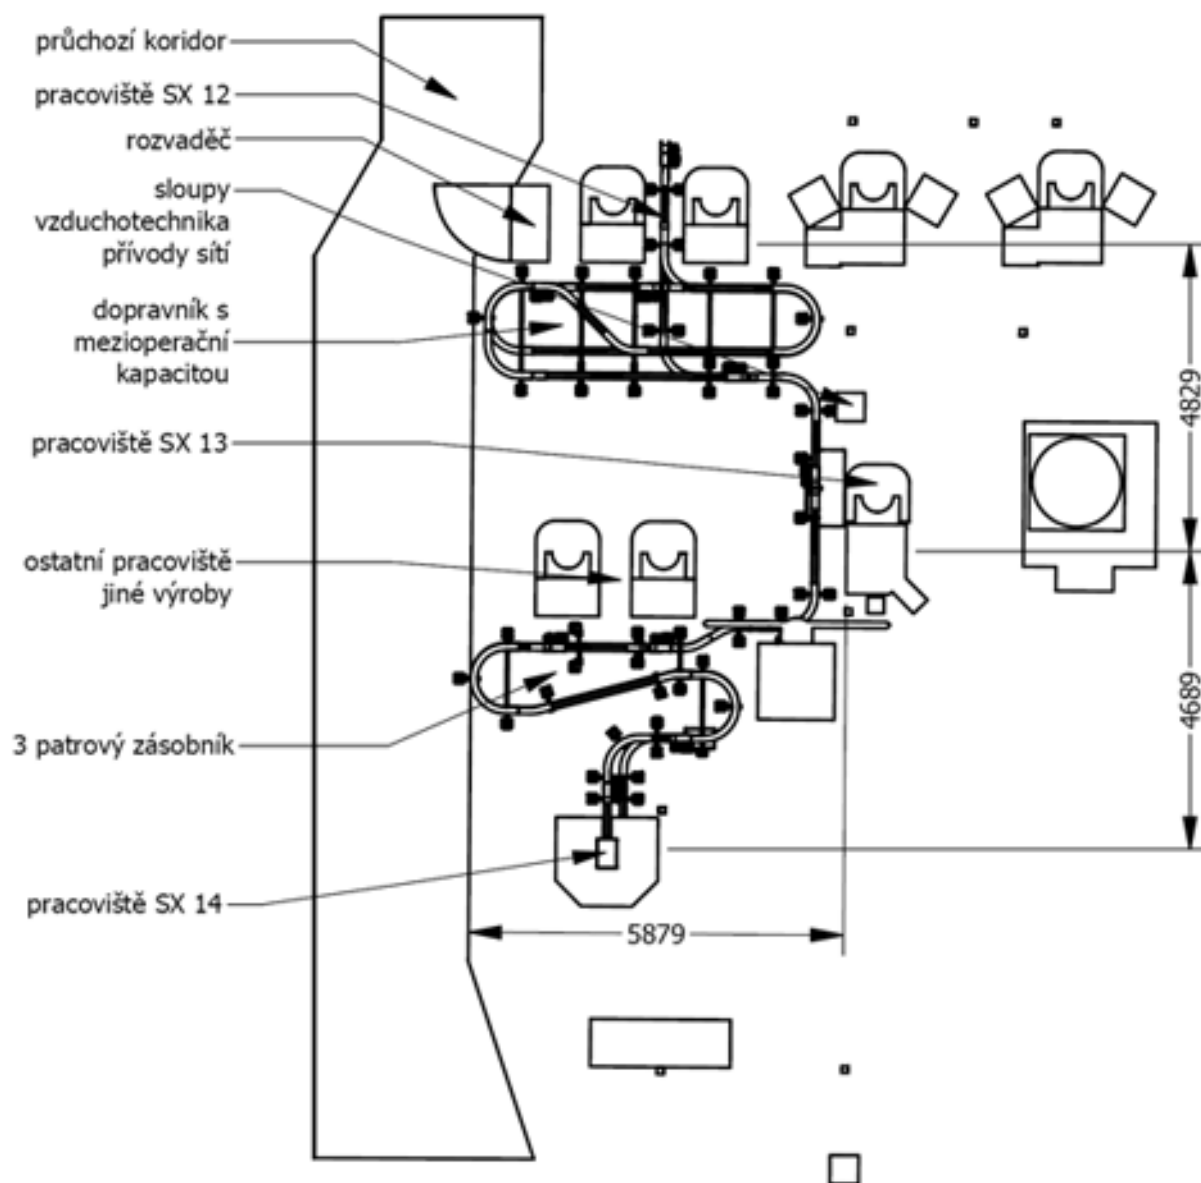 průchozí koridor
pracoviště SX 12
rozvaděč
sloupy
vzduchotechnika
přívody sítí
dopravník s
mezioperační
kapacitou
pracoviště SX 13
ostatní pracoviště
jiné výroby
3 patrový zásobník
pracoviště SX 14
4829
4689
5879